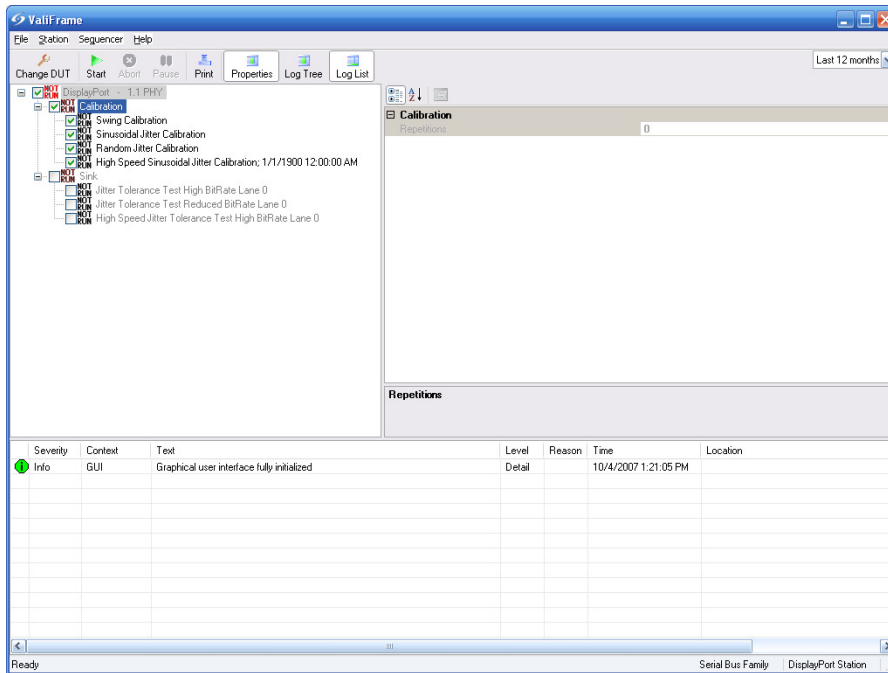 ValiFrame
File Station Sequencer Help
Change DUT Start Abort Pause Print Properties Log Tree Log List Last 12 months
NOT RUN DisplayPort - 1.1 PHY
NOT RUN Calibration
NOT RUN Swing Calibration
NOT RUN Sinusoidal Jitter Calibration
NOT RUN Random Jitter Calibration
NOT RUN High Speed Sinusoidal Jitter Calibration; 1/1/1900 12:00:00 AM
NOT RUN Sink
NOT RUN Jitter Tolerance Test High BitRate Lane 0
NOT RUN Jitter Tolerance Test Reduced BitRate Lane 0
NOT RUN High Speed Jitter Tolerance Test High BitRate Lane 0
Calibration
Repetitions 0
Repetitions
Severity Context Text Level Reason Time Location
Info GUI Graphical user interface fully initialized Detail 10/4/2007 1:21:05 PM
Ready Serial Bus Family DisplayPort Station